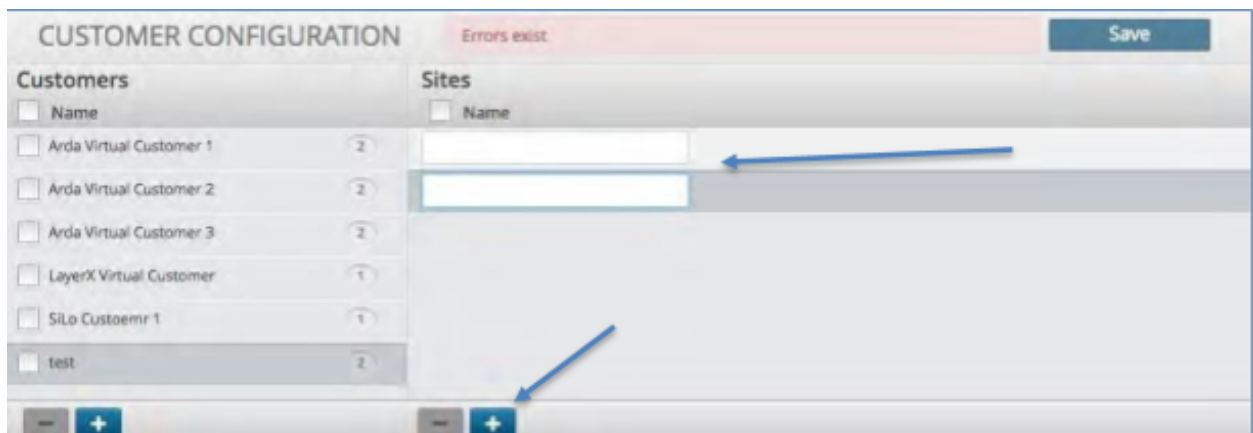 CUSTOMER CONFIGURATION Errors exist Save
Customers Sites
Name Name
Arda Virtual Customer 1 2
Arda Virtual Customer 2 2
Arda Virtual Customer 3 2
LayerX Virtual Customer 1
SiLo Custoemr 1 1
test 2